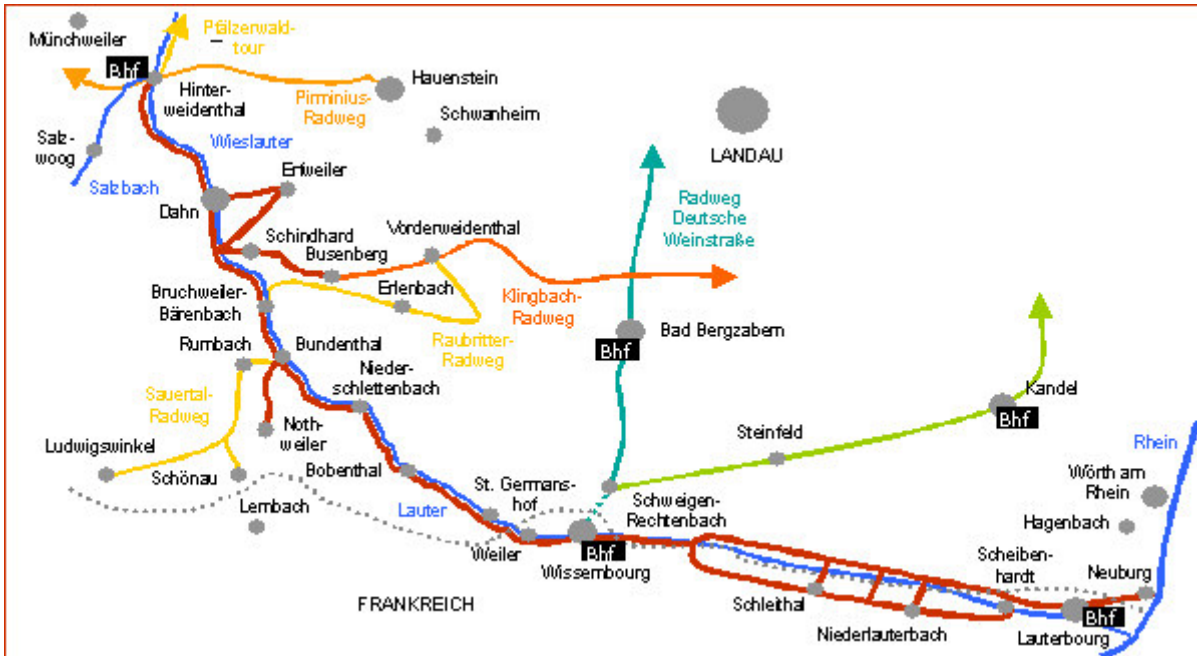 Münchweiler
Pfälzerwald-
tour
Bhf
Hinter-
weidenthal
Hauenstein
Pirminius-
Radweg
Schwanheim
Salz-
woog
Wieslauter
LANDAU
Salzbach
Erfweiler
Dahn
Radweg
Deutsche
Weinstraße
Schindhard
Vorderweidenthal
Busenberg
Bruchweiler-
Bärenbach
Erlenbach
Klingbach-
Radweg
Rumbach
Bundenthal
Raubritter-
Radweg
Bad Bergzabern
Bhf
Nieder-
schlettenbach
Sauertal-
Radweg
Kandel
Bhf
Noth-
weiler
Steinfeld
Rhein
Ludwigswinkel
Schönau
Bobenthal
St. Germans-
hof
Wörth am
Rhein
Lembach
Lauter
Schweigen-
Rechtenbach
Hagenbach
Weiler
Bhf
Wissembourg
Scheiben-
hardt
Neuburg
FRANKREICH
Schleithal
Niederlauterbach
Bhf
Lauterbourg